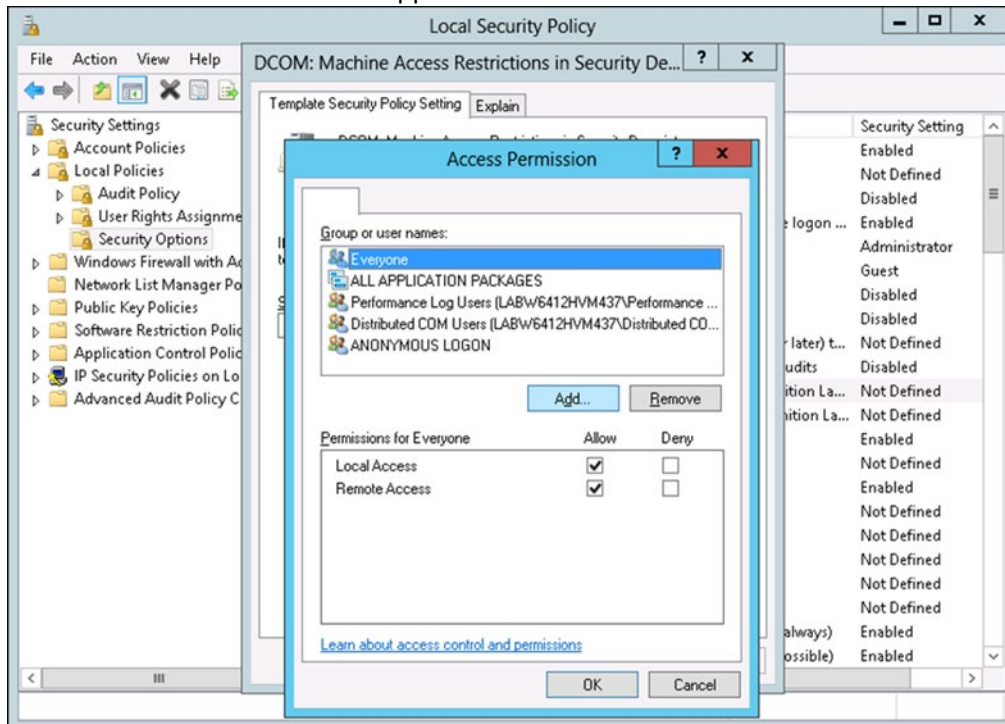 Local Security Policy
File Action View Help
DCOM: Machine Access Restrictions in Security De...
Template Security Policy Setting Explain
Access Permission
Group or user names:
Everyone
ALL APPLICATION PACKAGES
Performance Log Users (LABW6412HVM437\Performance ...
Distributed COM Users (LABW6412HVM437\Distributed CO...
ANONYMOUS LOGON
Add... Remove
Permissions for Everyone Allow Deny
Local Access
Remote Access
Learn about access control and permissions
OK Cancel
Security Settings
Account Policies
Local Policies
Audit Policy
User Rights Assignme
Security Options
Windows Firewall with Ad
Network List Manager Po
Public Key Policies
Software Restriction Polic
Application Control Polic
IP Security Policies on Lo
Advanced Audit Policy C
Security Setting
Enabled
Not Defined
Disabled
e logon ... Enabled
Administrator
Guest
Disabled
Disabled
r later) t... Not Defined
udits Disabled
ition La... Not Defined
nition La... Not Defined
Enabled
Not Defined
Enabled
Not Defined
Not Defined
Not Defined
Not Defined
Not Defined
always) Enabled
ossible) Enabled